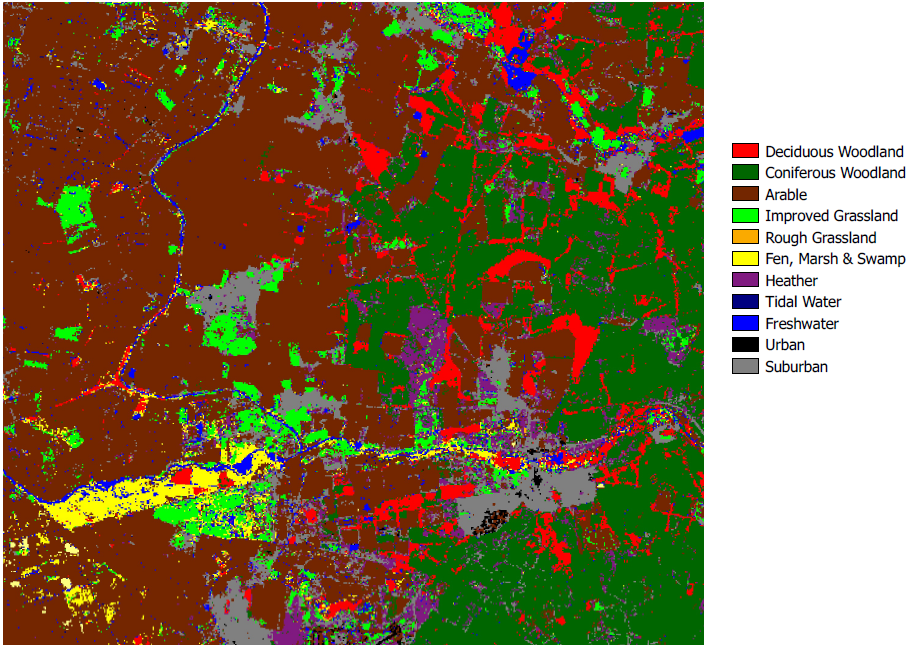 Deciduous Woodland
Coniferous Woodland
Arable
Improved Grassland
Rough Grassland
Fen, Marsh & Swamp
Heather
Tidal Water
Freshwater
Urban
Suburban